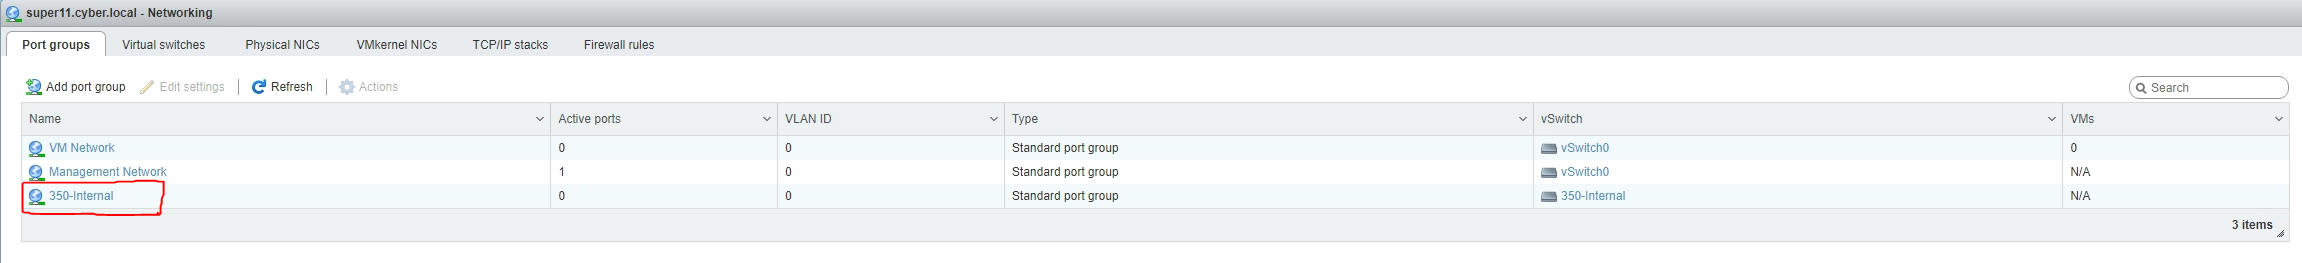 super11.cyber.local - Networking
Port groups Virtual switches Physical NICs VMkernel NICs TCP/IP stacks Firewall rules
Add port group Edit settings Refresh Actions Search
Name Active ports VLAN ID Type vSwitch VMs
VM Network 0 0 Standard port group vSwitch0 0
Management Network 1 0 Standard port group vSwitch0 N/A
350-Internal 0 0 Standard port group 350-Internal N/A
3 items